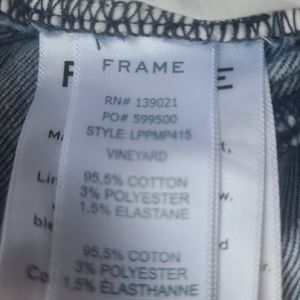 FRAME
RN# 139021
PO# 599500
STYLE: LPPMP415
VINEYARD
95,5% COTTON
3% POLYESTER
1,5% ELASTANE
95,5% COTON
3% POLYESTER
1,5% ÉLASTHANNE